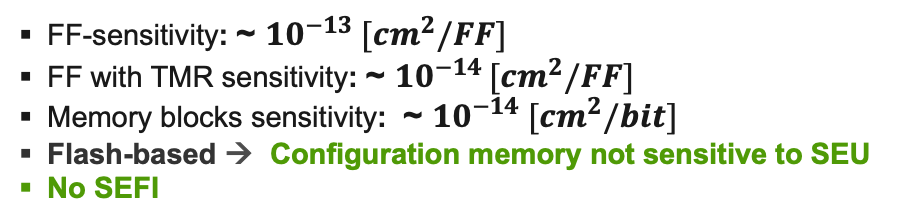 ▪ FF-sensitivity: ~ 10⁻¹³ [cm²/FF]
▪ FF with TMR sensitivity: ~ 10⁻¹⁴ [cm²/FF]
▪ Memory blocks sensitivity: ~ 10⁻¹⁴ [cm²/bit]
▪ Flash-based → Configuration memory not sensitive to SEU
▪ No SEFI